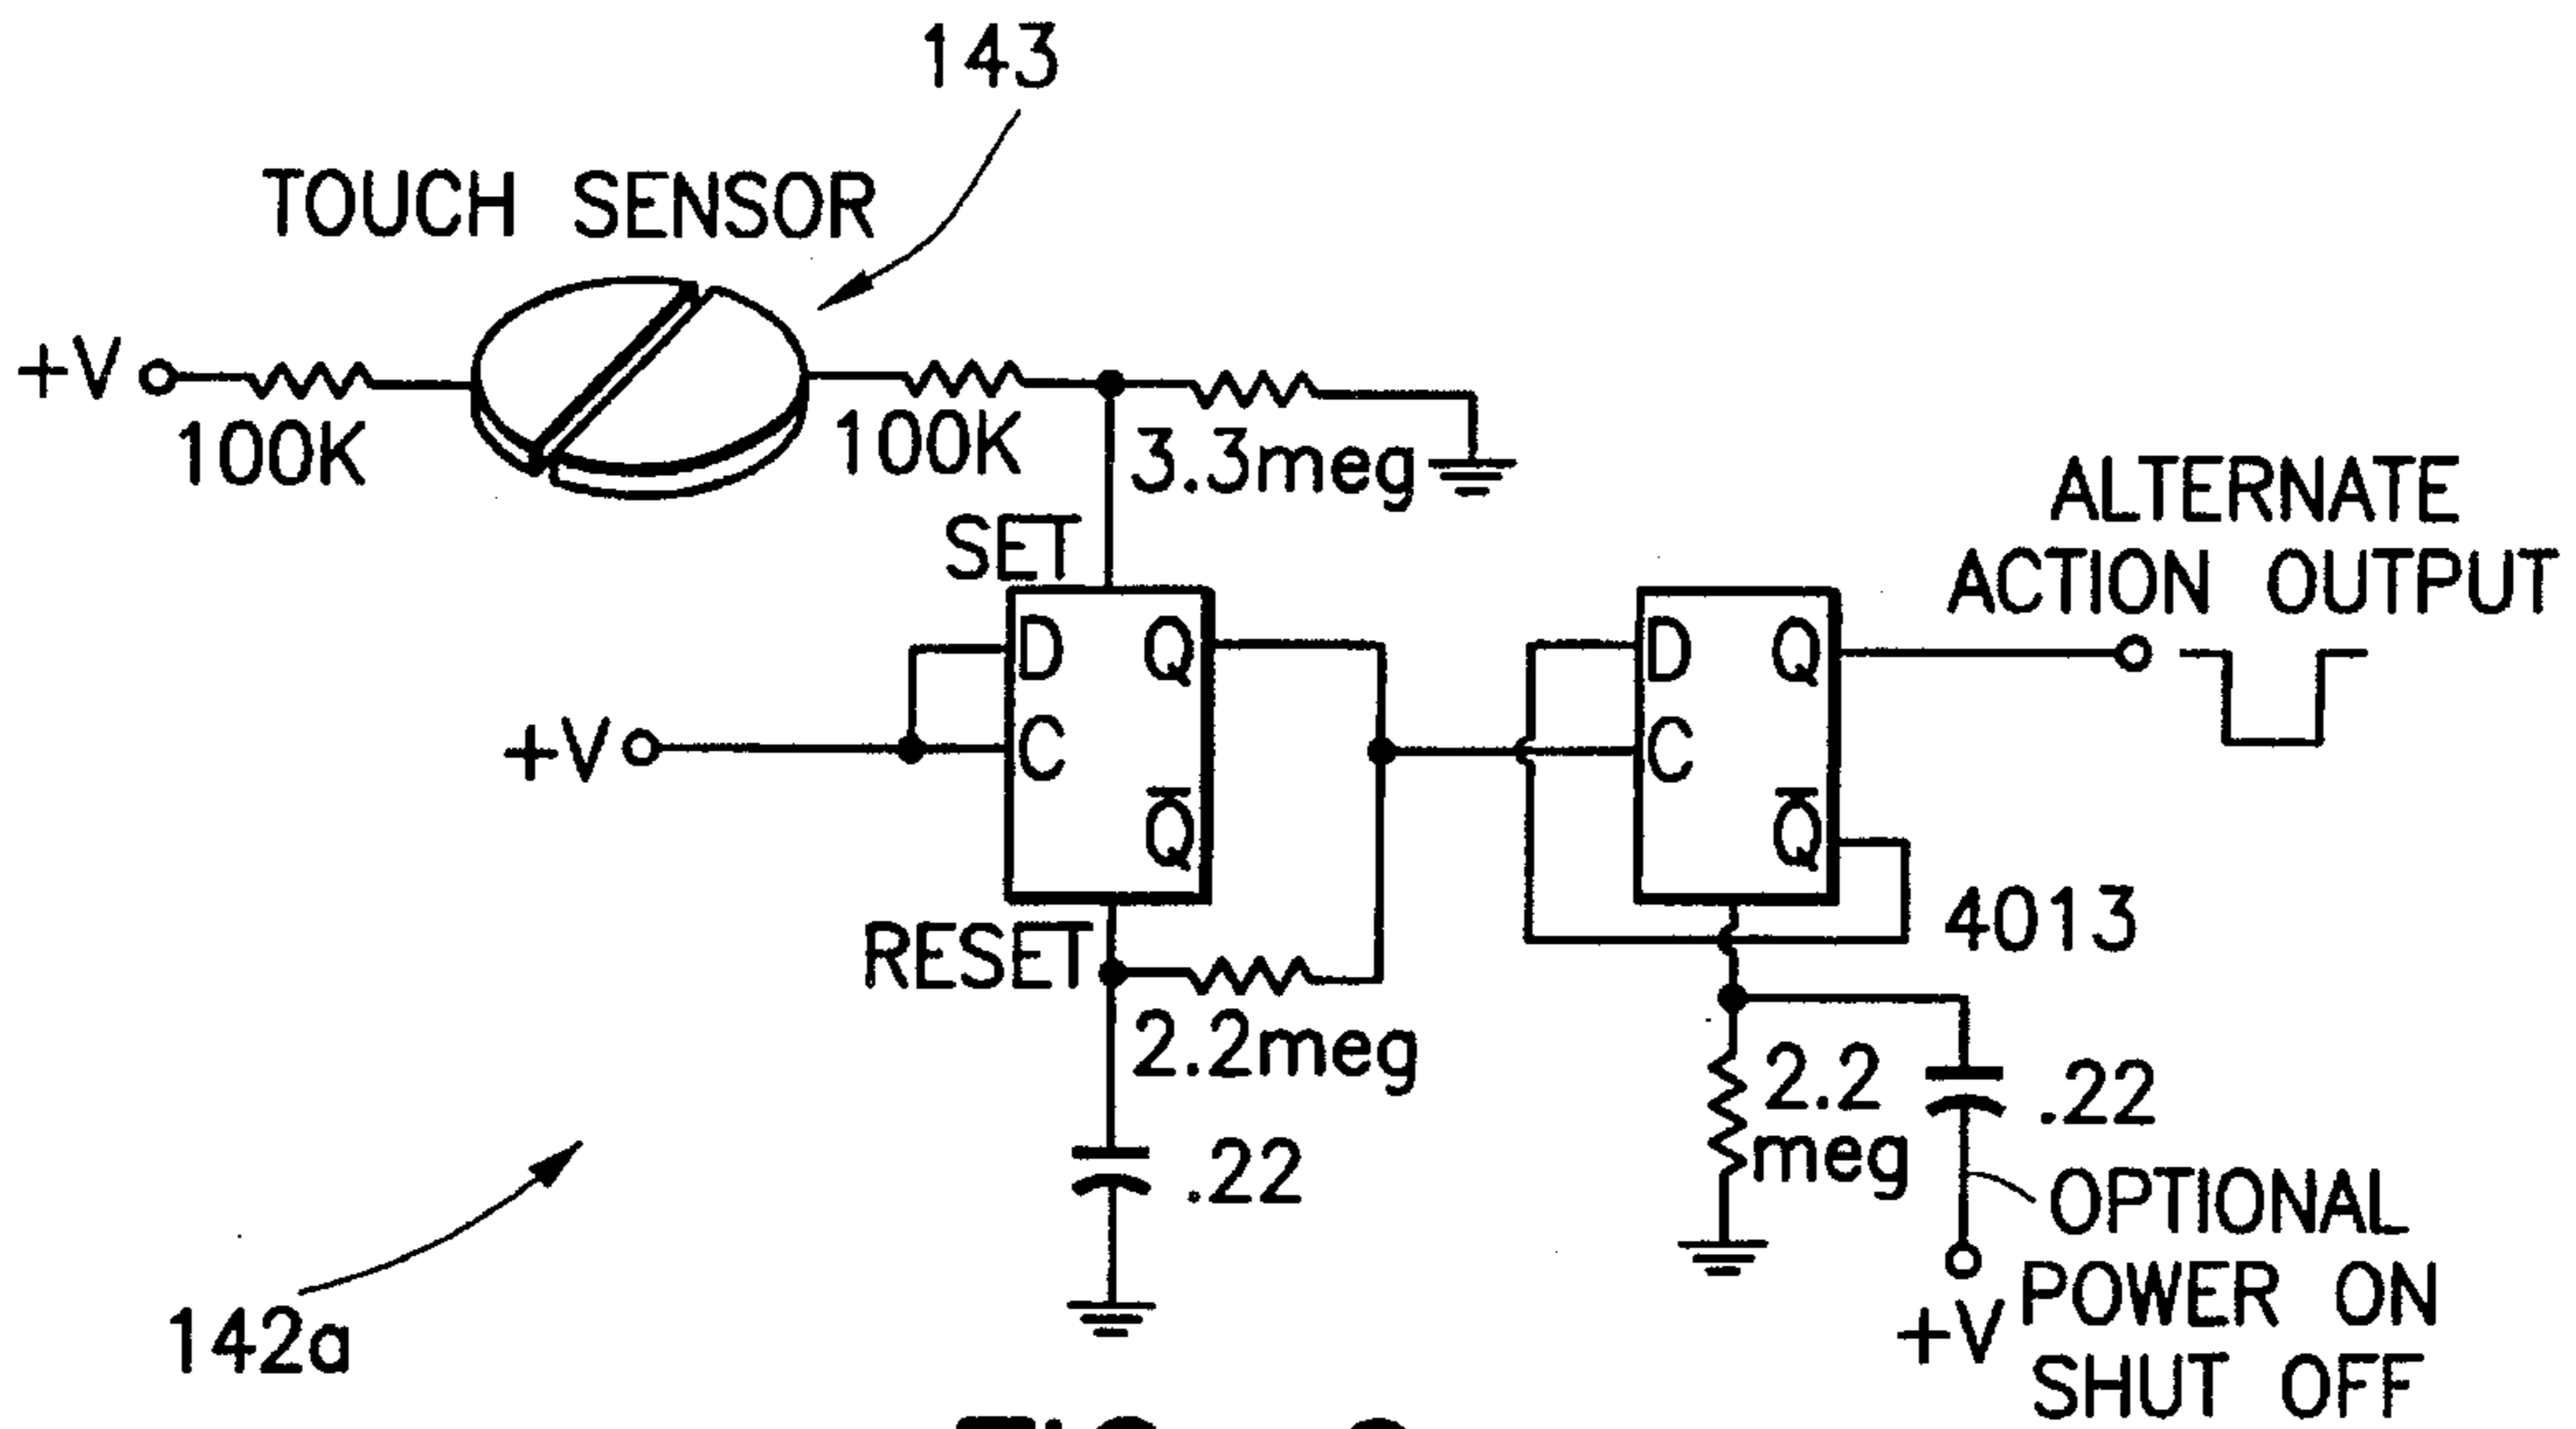 143
TOUCH SENSOR
+V
100K
100K
3.3meg
SET
ALTERNATE
ACTION OUTPUT
D Q
C
Q̅
D Q
C
Q̅
+V
RESET
2.2meg
.22
4013
2.2
meg
.22
OPTIONAL
POWER ON
SHUT OFF
+V
142a